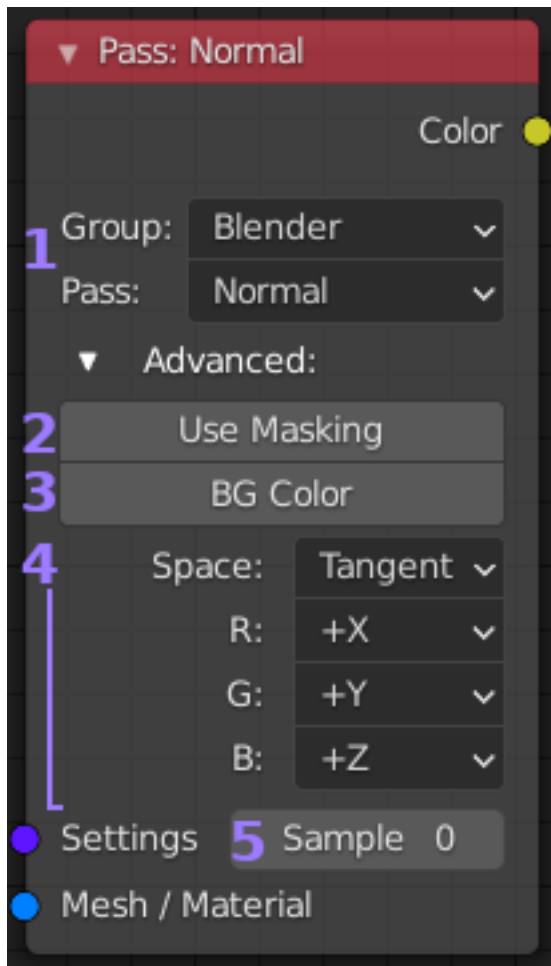 Pass: Normal
Color
1 Group: Blender
Pass: Normal
Advanced:
2 Use Masking
3 BG Color
4 Space: Tangent
R: +X
G: +Y
B: +Z
Settings 5 Sample 0
Mesh / Material